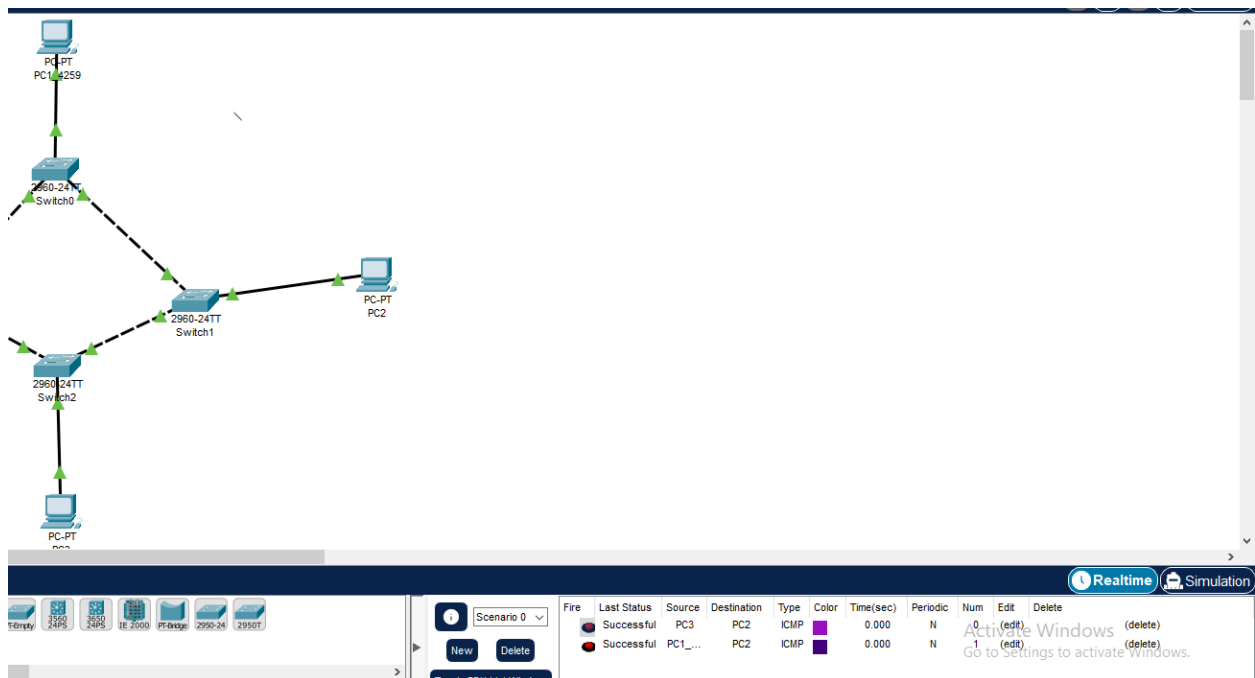 PC-PT
PC1_4259
2960-24TT
Switch0
PC-PT
PC2
2960-24TT
Switch1
2960-24TT
Switch2
PC-PT
Realtime
Simulation
PT-Empty
3560 24PS
3650 24PS
IE 2000
PT-Bridge
2950-24
2950T
Scenario 0
New
Delete
Fire Last Status Source Destination Type Color Time(sec) Periodic Num Edit Delete
Successful PC3 PC2 ICMP 0.000 N 0 (edit) (delete)
Successful PC1_... PC2 ICMP 0.000 N 1 (edit) (delete)
Activate Windows
Go to Settings to activate Windows.